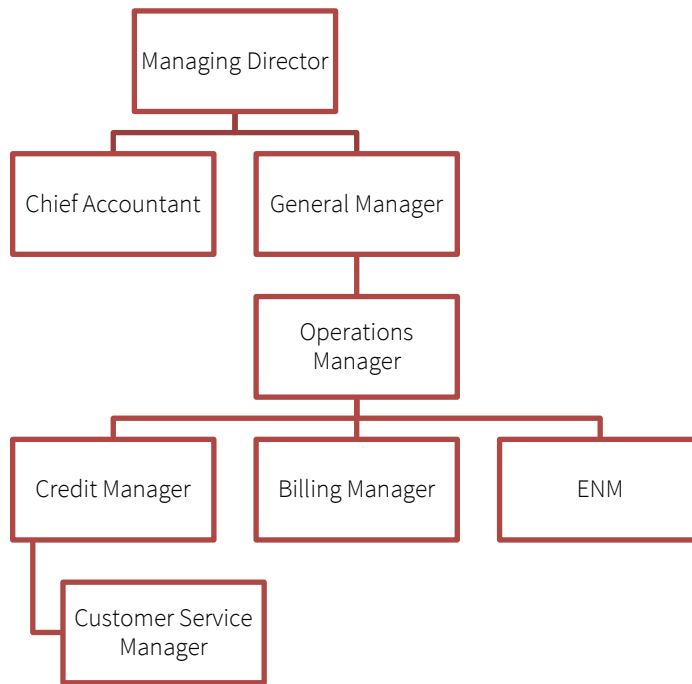 Managing Director
Chief Accountant
General Manager
Operations
Manager
Credit Manager
Billing Manager
ENM
Customer Service
Manager